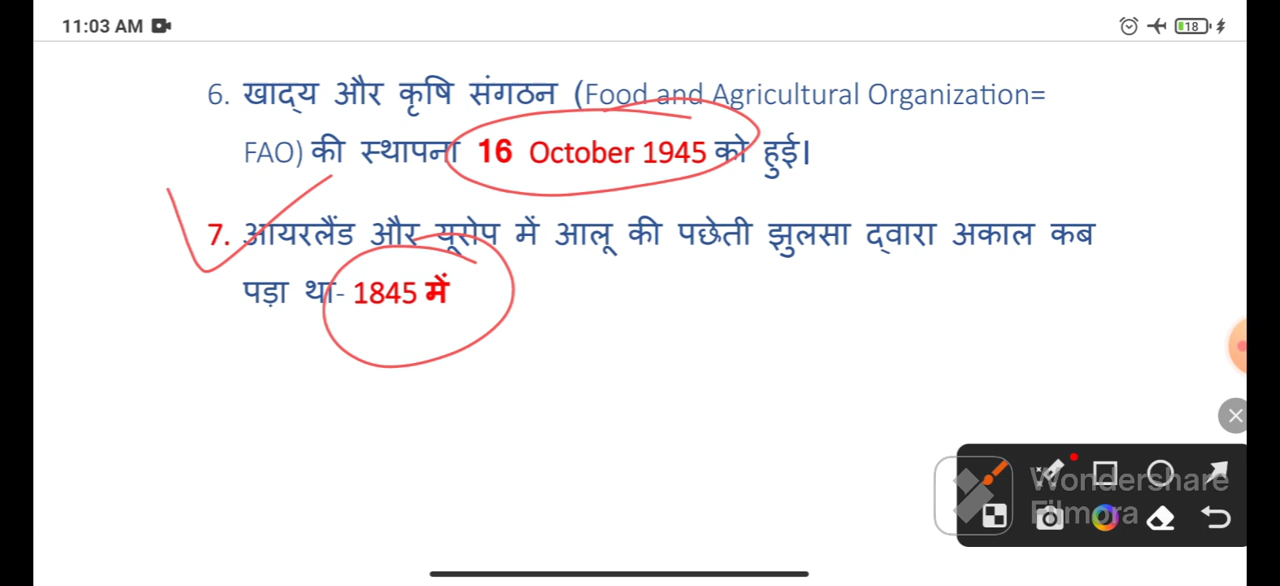 11:03 AM
18
6. खाद्य और कृषि संगठन (Food and Agricultural Organization=
FAO) की स्थापना 16 October 1945 को हुई।
7. आयरलैंड और यूरोप में आलू की पछेती झुलसा द्वारा अकाल कब
पड़ा था- 1845 में
Wondershare
Filmora